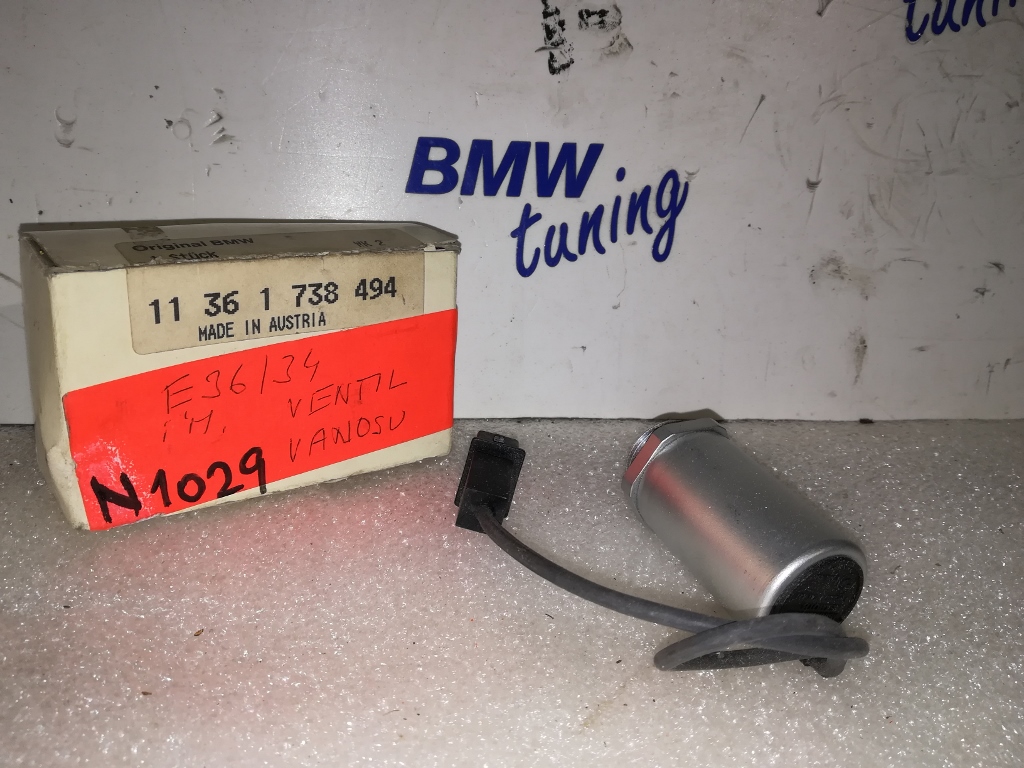 tuning
BMW
tuning
Original BMW
1 Stück
11 36 1 738 494
MADE IN AUSTRIA
E36/34
VENTIL
VANOSU
N1029